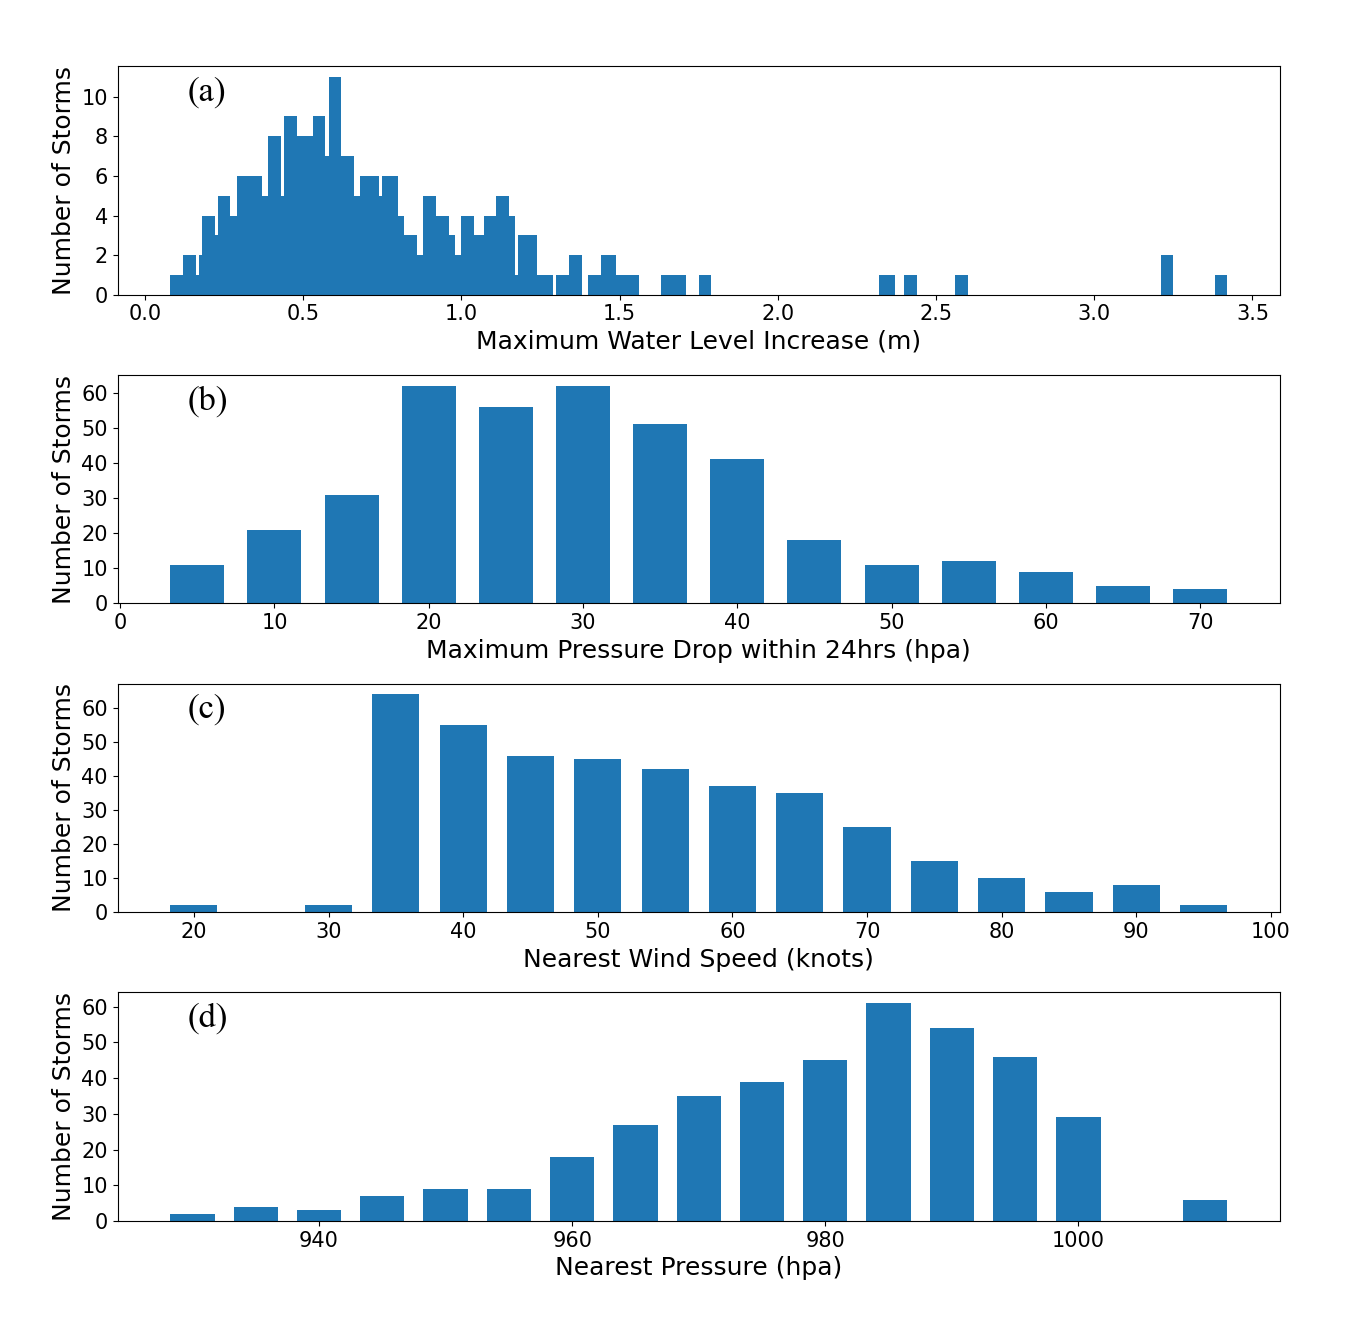 (a)
Number of Storms
10
8
6
4
2
0
0.0 0.5 1.0 1.5 2.0 2.5 3.0 3.5
Maximum Water Level Increase (m)
(b)
Number of Storms
60
50
40
30
20
10
0
0 10 20 30 40 50 60 70
Maximum Pressure Drop within 24hrs (hpa)
(c)
Number of Storms
60
50
40
30
20
10
0
20 30 40 50 60 70 80 90 100
Nearest Wind Speed (knots)
(d)
Number of Storms
60
50
40
30
20
10
0
940 960 980 1000
Nearest Pressure (hpa)